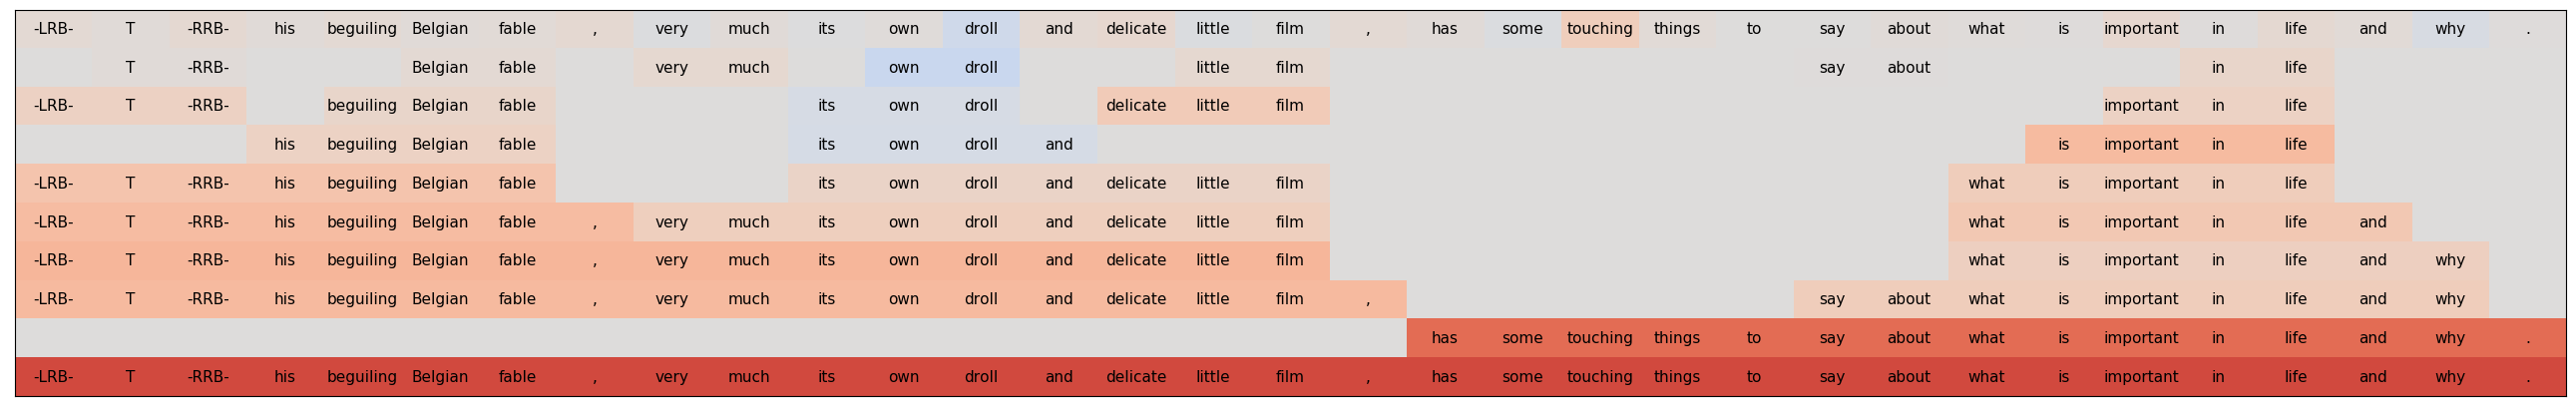 -LRB- T -RRB- his beguiling Belgian fable , very much its own droll and delicate little film , has some touching things to say about what is important in life and why .
T -RRB- Belgian fable very much own droll little film say about in life
-LRB- T -RRB- beguiling Belgian fable its own droll delicate little film important in life
his beguiling Belgian fable its own droll and is important in life
-LRB- T -RRB- his beguiling Belgian fable its own droll and delicate little film what is important in life
-LRB- T -RRB- his beguiling Belgian fable , very much its own droll and delicate little film what is important in life and
-LRB- T -RRB- his beguiling Belgian fable , very much its own droll and delicate little film what is important in life and why
-LRB- T -RRB- his beguiling Belgian fable , very much its own droll and delicate little film , say about what is important in life and why
has some touching things to say about what is important in life and why .
-LRB- T -RRB- his beguiling Belgian fable , very much its own droll and delicate little film , has some touching things to say about what is important in life and why .